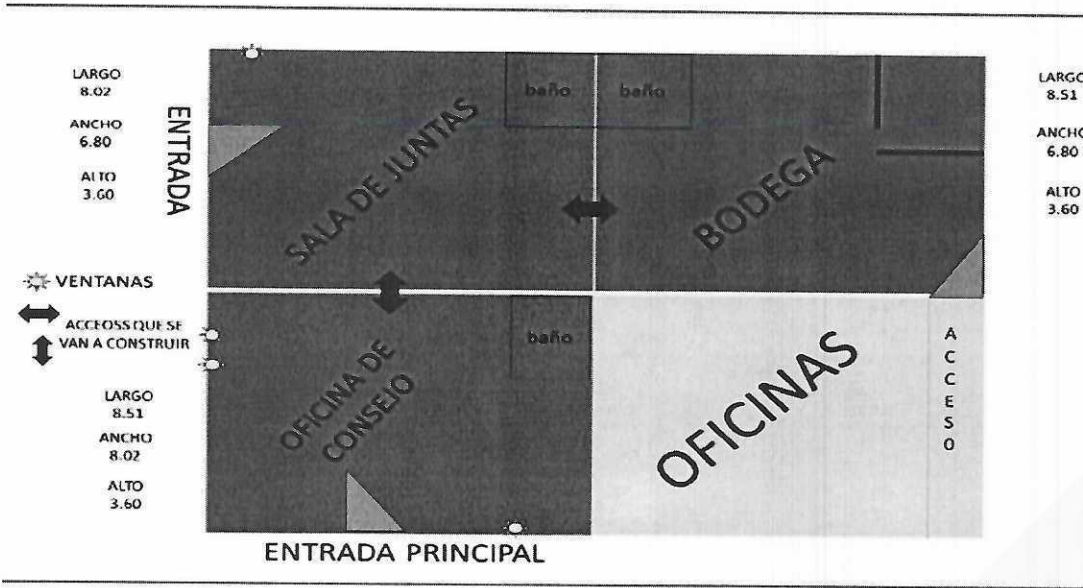 LARGO
8.02
ANCHO
6.80
ALTO
3.60
ENTRADA
baño
baño
SALA DE JUNTAS
BODEGA
LARGO
8.51
ANCHO
6.80
ALTO
3.60
VENTANAS
ACCEOSS QUE SE
VAN A CONSTRUIR
LARGO
8.51
ANCHO
8.02
ALTO
3.60
baño
OFICINA DE
CONSEJO
OFICINAS
ACCESO
ENTRADA PRINCIPAL